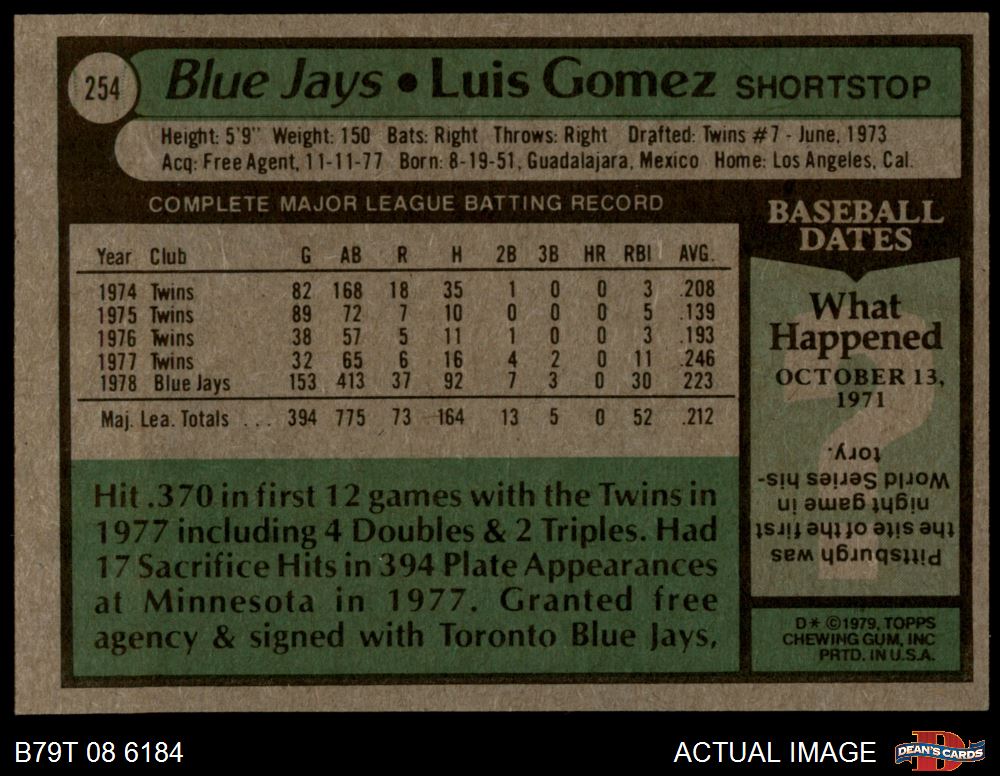 254
Blue Jays • Luis Gomez SHORTSTOP
Height: 5'9" Weight: 150 Bats: Right Throws: Right Drafted: Twins #7 - June, 1973
Acq: Free Agent, 11-11-77 Born: 8-19-51, Guadalajara, Mexico Home: Los Angeles, Cal.
COMPLETE MAJOR LEAGUE BATTING RECORD
Year Club G AB R H 2B 3B HR RBI AVG.
1974 Twins 82 168 18 35 1 0 0 3 .208
1975 Twins 89 72 7 10 0 0 0 5 .139
1976 Twins 38 57 5 11 1 0 0 3 .193
1977 Twins 32 65 6 16 4 2 0 11 .246
1978 Blue Jays 153 413 37 92 7 3 0 30 223
Maj. Lea. Totals . . . 394 775 73 164 13 5 0 52 .212
Hit .370 in first 12 games with the Twins in
1977 including 4 Doubles & 2 Triples. Had
17 Sacrifice Hits in 394 Plate Appearances
at Minnesota in 1977. Granted free
agency & signed with Toronto Blue Jays,
BASEBALL
DATES
What
Happened
OCTOBER 13,
1971
Pittsburgh was
the site of the first
night game in
World Series his-
tory.
D* ©1979, TOPPS
CHEWING GUM, INC
PRTD. IN U.S.A.
B79T 08 6184
ACTUAL IMAGE
D
DEAN'S CARDS